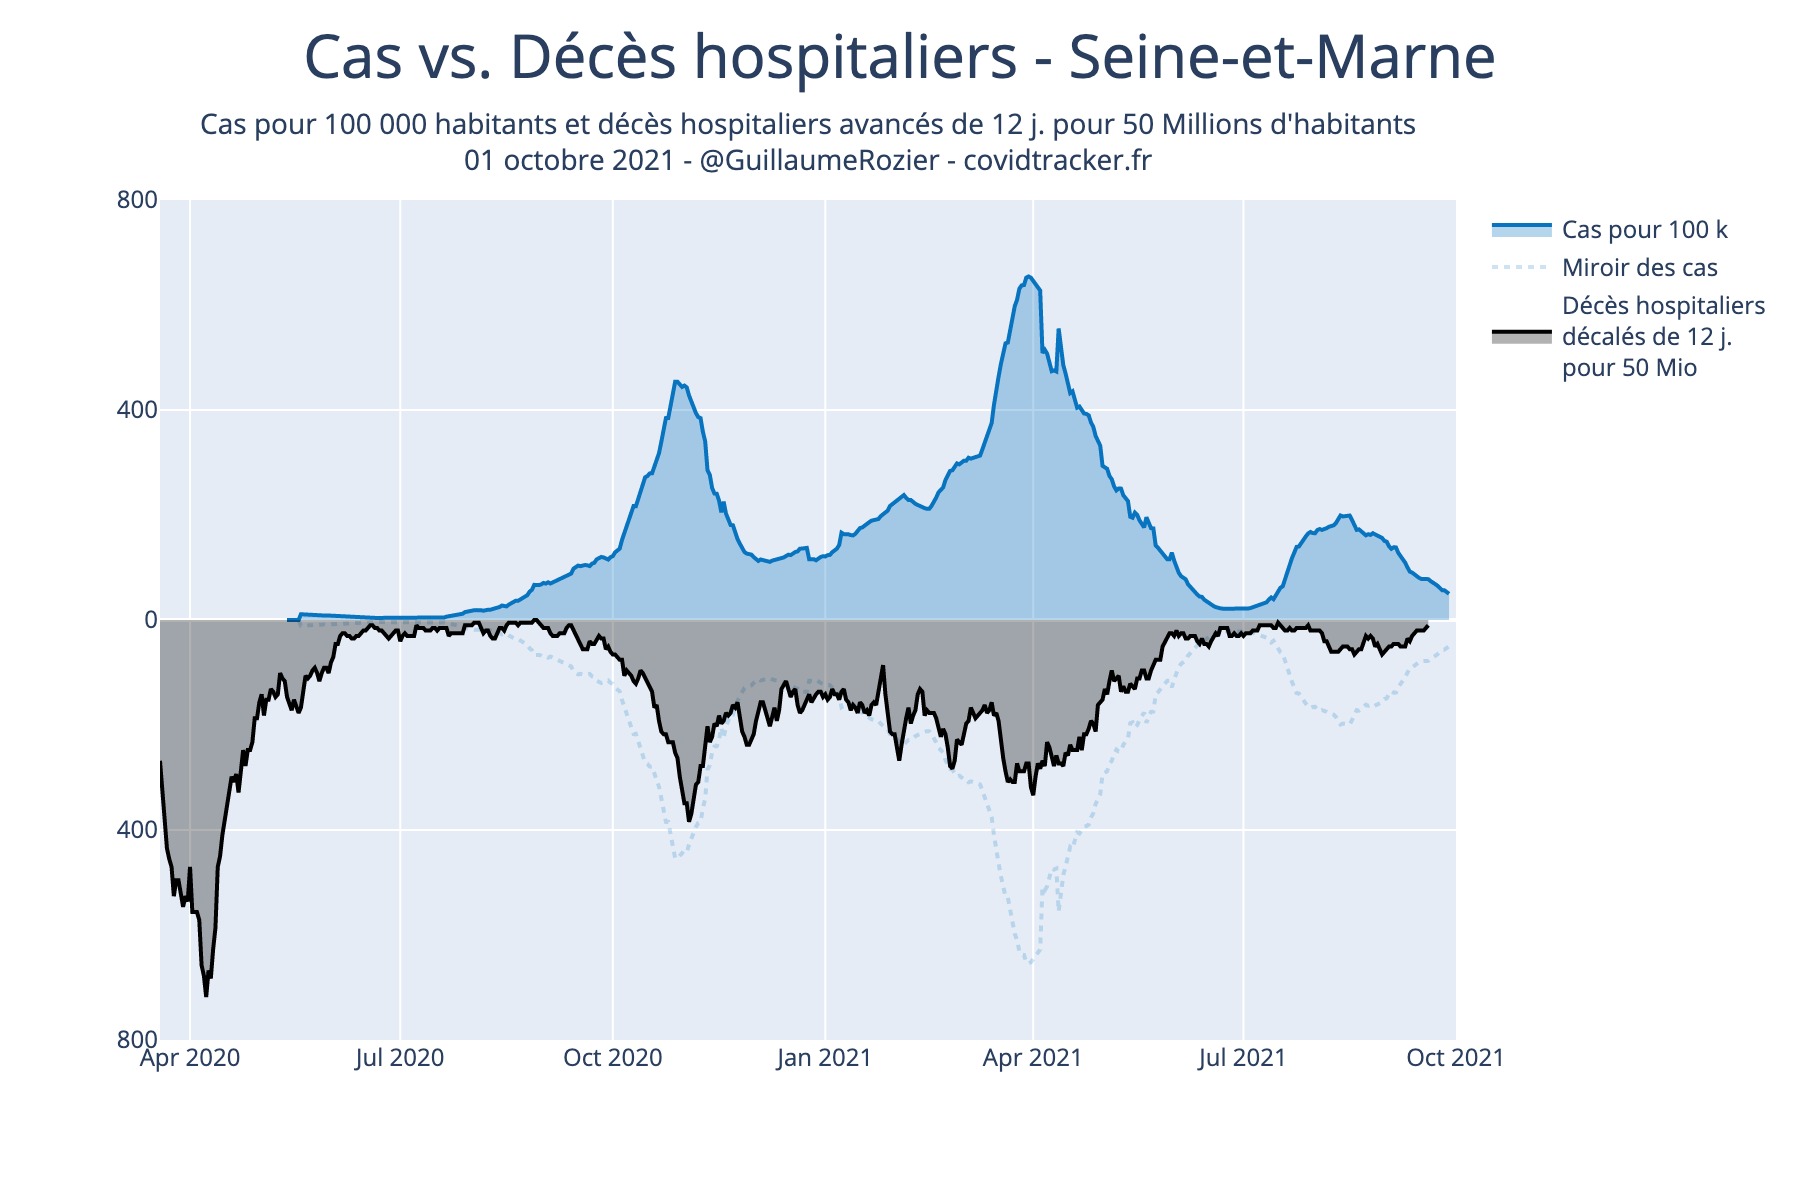 Cas vs. Décès hospitaliers - Seine-et-Marne
Cas pour 100 000 habitants et décès hospitaliers avancés de 12 j. pour 50 Millions d'habitants
01 octobre 2021 - @GuillaumeRozier - covidtracker.fr
800
400
0
400
800
Apr 2020
Jul 2020
Oct 2020
Jan 2021
Apr 2021
Jul 2021
Oct 2021
Cas pour 100 k
Miroir des cas
Décès hospitaliers
décalés de 12 j.
pour 50 Mio